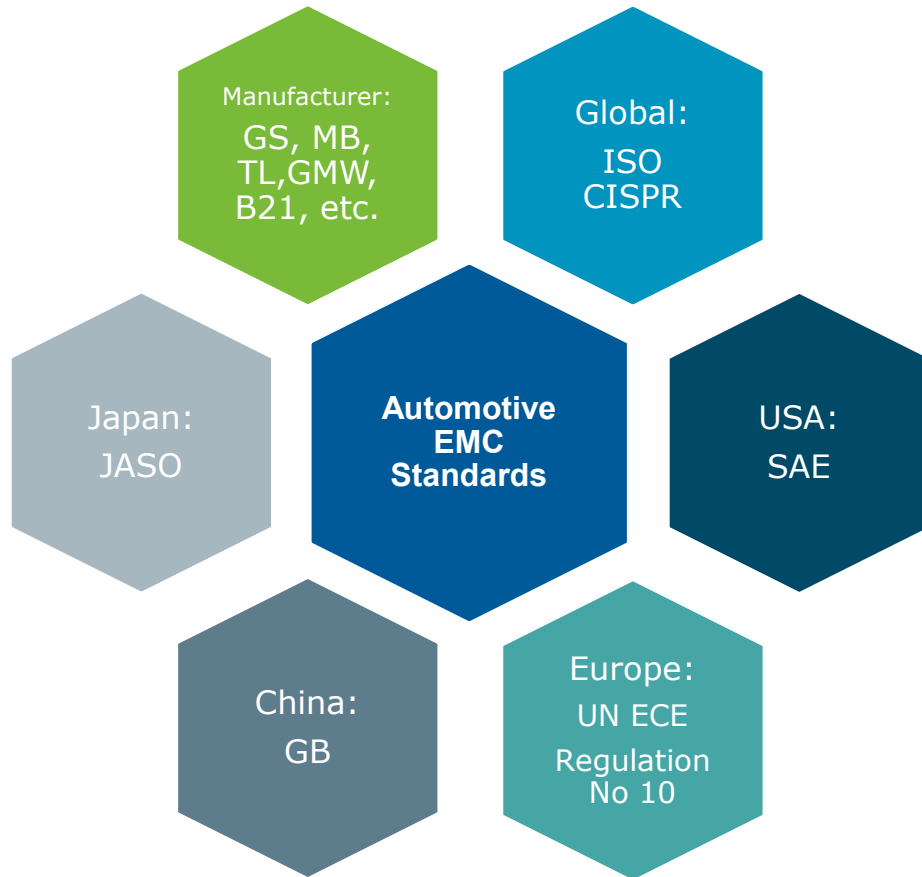 Manufacturer:
GS, MB,
TL,GMW,
B21, etc.
Global:
ISO
CISPR
Japan:
JASO
Automotive
EMC
Standards
USA:
SAE
China:
GB
Europe:
UN ECE
Regulation
No 10